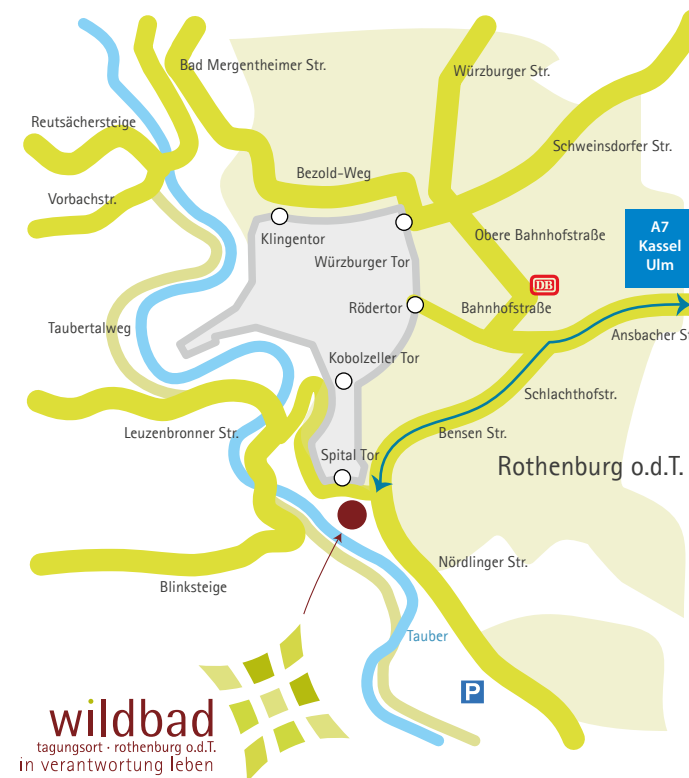 Bad Mergentheimer Str.
Würzburger Str.
Reutsächersteige
Schweinsdorfer Str.
Bezold-Weg
Vorbachstr.
Klingentor
Obere Bahnhofstraße
A7
Kassel
Ulm
Würzburger Tor
DB
Rödertor
Bahnhofstraße
Taubertalweg
Ansbacher St
Kobolzeller Tor
Schlachthofstr.
Leuzenbronner Str.
Bensen Str.
Spital Tor
Rothenburg o.d.T.
Nördlinger Str.
Blinksteige
Tauber
P
wildbad
tagungsort · rothenburg o.d.T.
in verantwortung leben